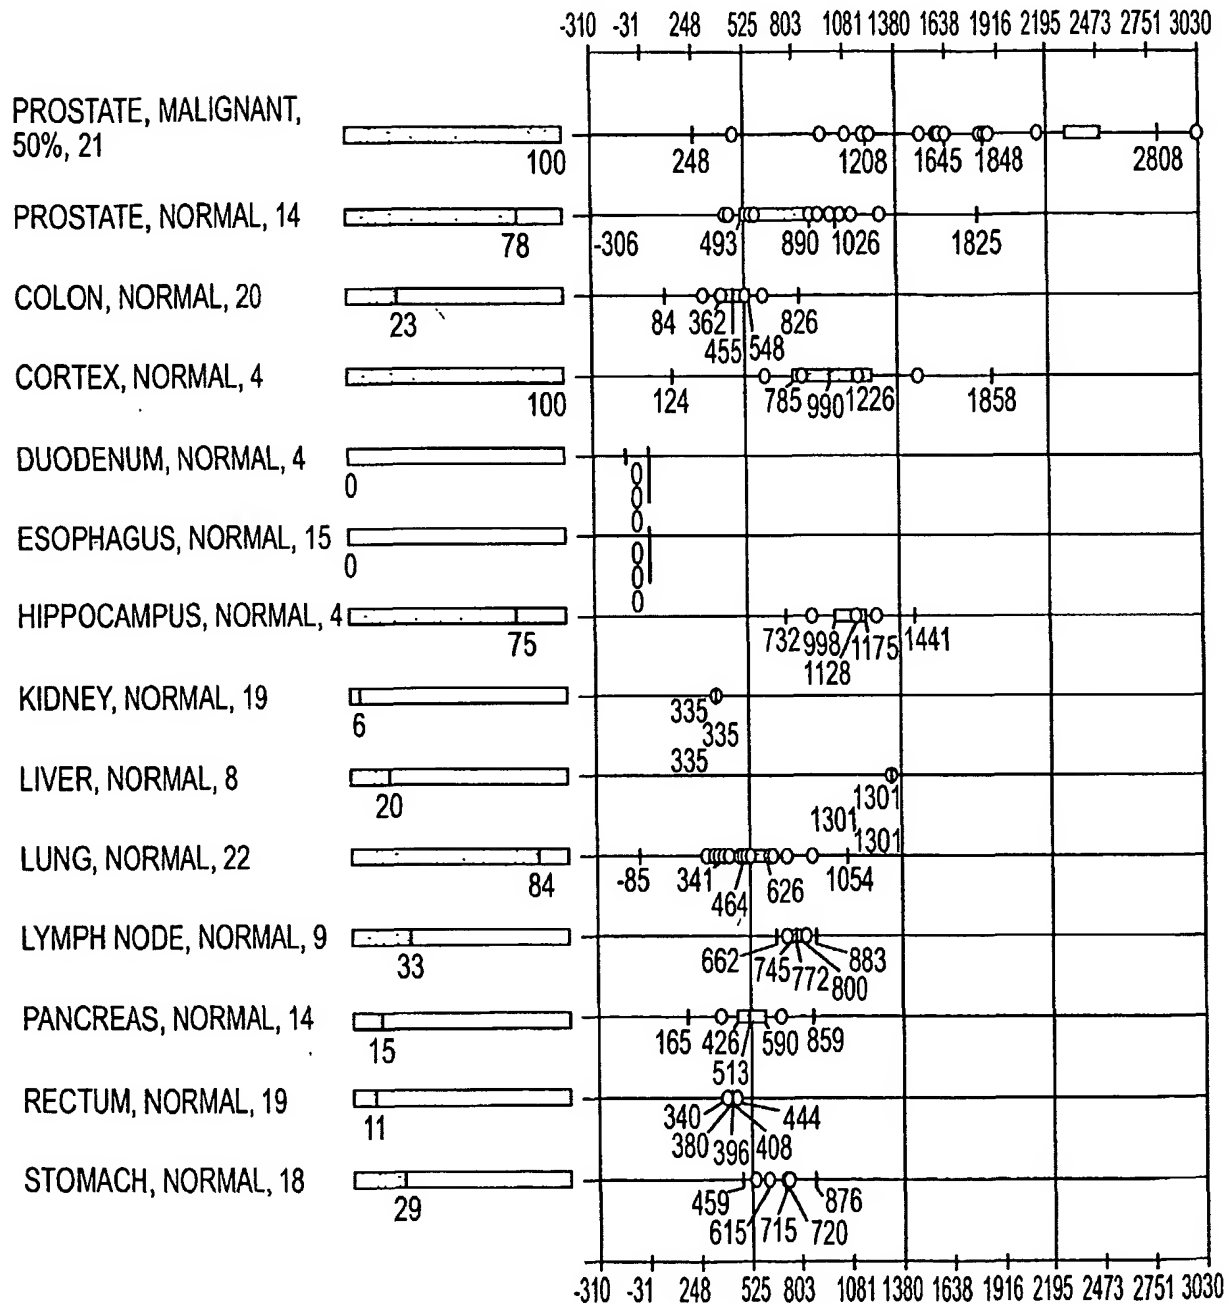 -310 -31 248 525 803 1081 1380 1638 1916 2195 2473 2751 3030
PROSTATE, MALIGNANT,
50%, 21
100
248 1208 1645 1848 2808
PROSTATE, NORMAL, 14
78
-306 493 890 1026 1825
COLON, NORMAL, 20
23
84 362 826
455 548
CORTEX, NORMAL, 4
100
124 785 990 1226 1858
DUODENUM, NORMAL, 4
0
0
0
0
ESOPHAGUS, NORMAL, 15
0
0
0
0
HIPPOCAMPUS, NORMAL, 4
75
732 998 1175 1441
1128
KIDNEY, NORMAL, 19
6
335
335
335
LIVER, NORMAL, 8
20
1301
1301
1301
LUNG, NORMAL, 22
84
-85 341 626 1054
464
LYMPH NODE, NORMAL, 9
33
662 745 772 883
800
PANCREAS, NORMAL, 14
15
165 426 590 859
513
RECTUM, NORMAL, 19
11
340 444
380 396 408
STOMACH, NORMAL, 18
29
459 876
615 715 720
-310 -31 248 525 803 1081 1380 1638 1916 2195 2473 2751 3030